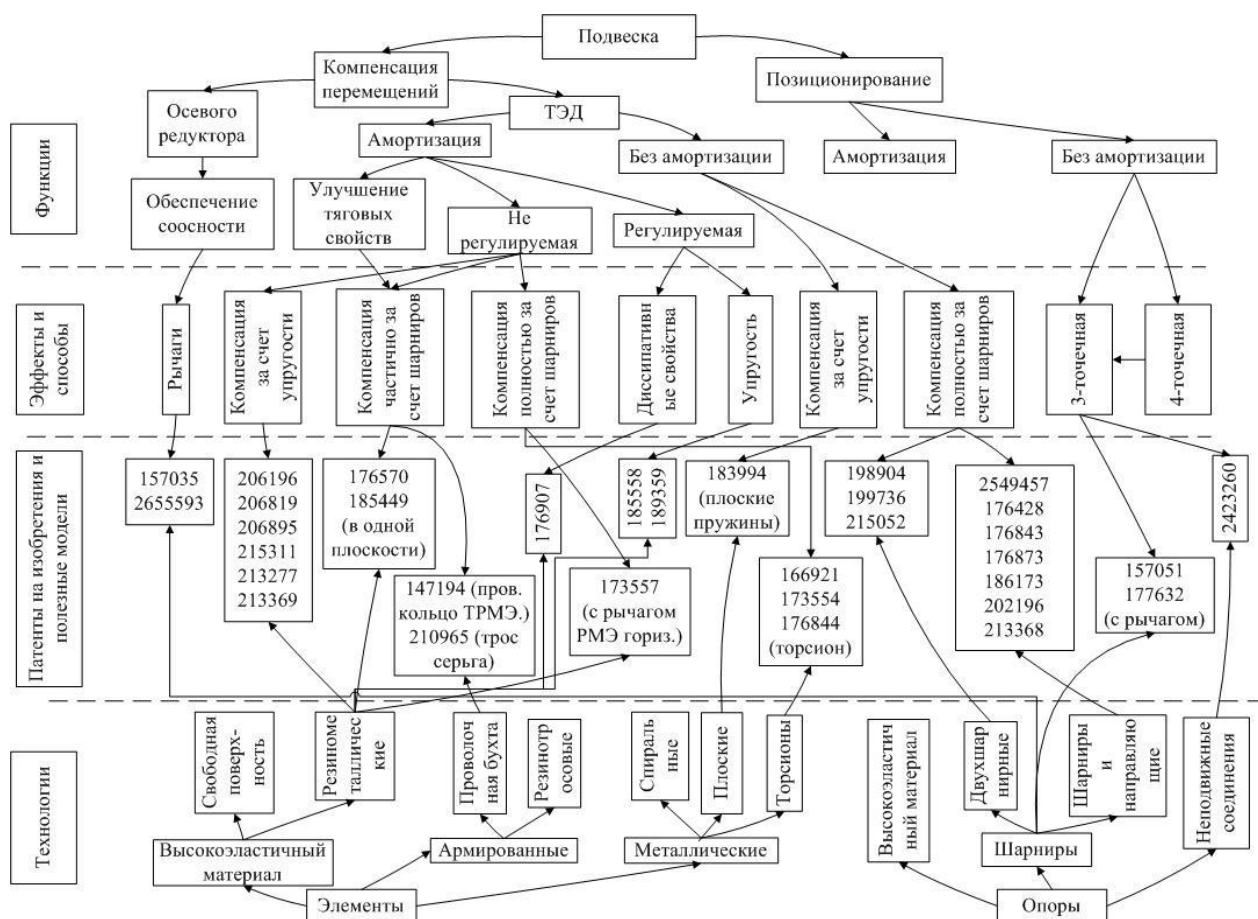 Подвеска
Компенсация
перемещений
Позиционирование
Осевого
редуктора
ТЭД
Функции
Амортизация
Без амортизации
Амортизация
Без амортизации
Обеспечение
соосности
Улучшение
тяговых
свойств
Не
регулируемая
Регулируемая
Эффекты и
способы
Рычаги
Компенсация
за счет
упругости
Компенсация
частично за
счет шарниров
Компенсация
полностью за
счет шарниров
Диссипативн
ые свойства
Упругость
Компенсация
за счет
упругости
Компенсация
полностью за
счет шарниров
3-точечная
4-точечная
Патенты на изобретения и
полезные модели
157035
2655593
206196
206819
206895
215311
213277
213369
176570
185449
(в одной
плоскости)
147194 (пров.
кольцо ТРМЭ.)
210965 (трос
серьга)
176907
173557
(с рычагом
РМЭ гориз.)
185558
189359
183994
(плоские
пружины)
166921
173554
176844
(торсион)
198904
199736
215052
2549457
176428
176843
176873
186173
202196
213368
157051
177632
(с рычагом)
2423260
Технологии
Свободная
поверх-
ность
Резиноме
таллическ
ие
Проволоч
ная бухта
Резинотр
осовые
Спираль
ные
Плоские
Торсионы
Высокоэластич
ный материал
Двухшар
нирные
Шарниры
и
направляю
щие
Неподвижные
соединения
Высокоэластичный
материал
Армированные
Металлические
Шарниры
Элементы
Опоры